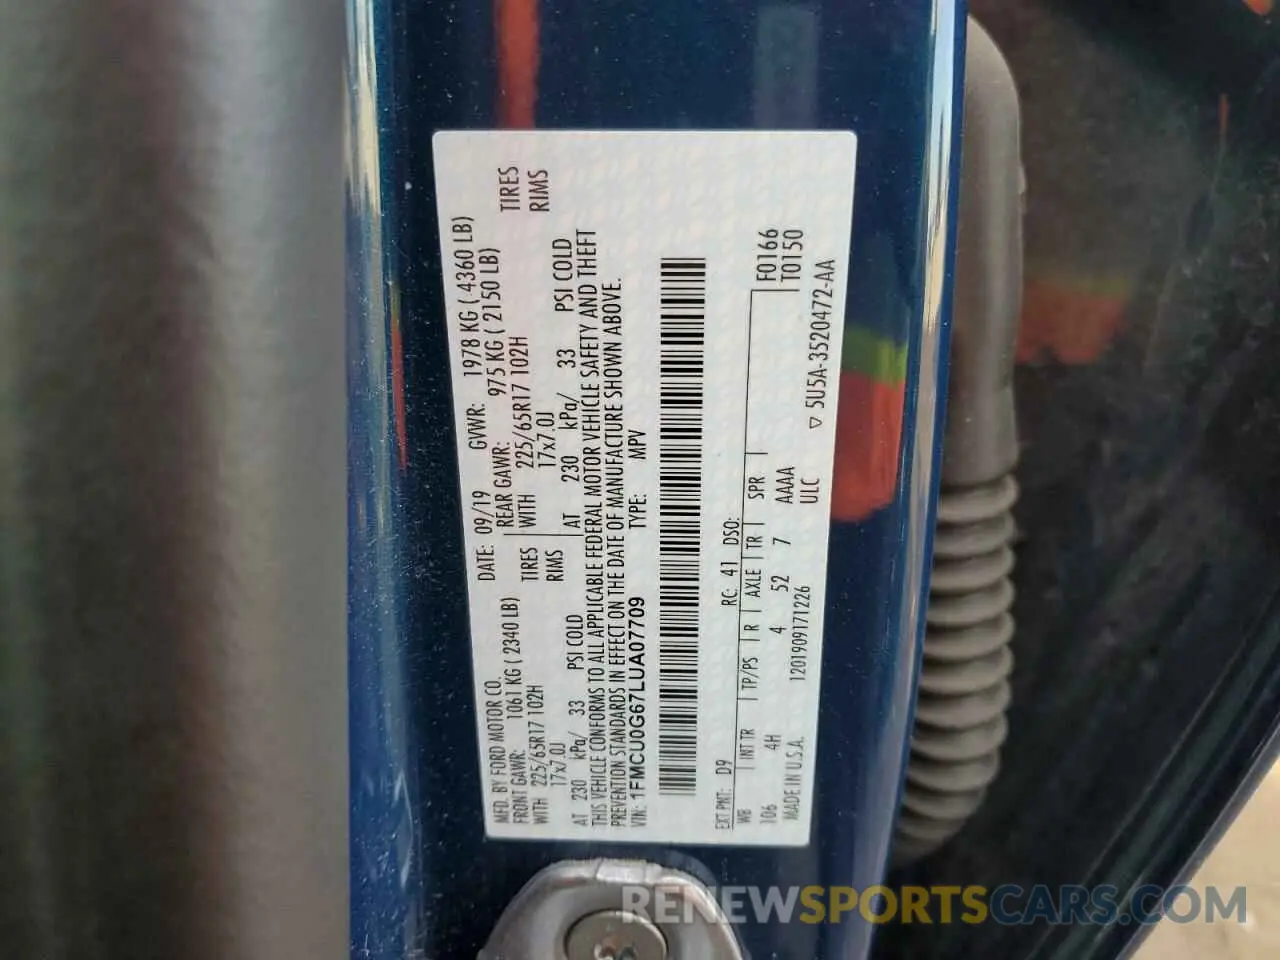 MFD. BY FORD MOTOR CO. DATE: 09/19 GVWR: 1978 KG ( 4360 LB)
FRONT GAWR: 1061 KG ( 2340 LB) REAR GAWR: 975 KG ( 2150 LB)
WITH 225/65R17 102H TIRES WITH 225/65R17 102H TIRES
17x7.0J RIMS 17x7.0J RIMS
AT 230 kPa/ 33 PSI COLD AT 230 kPa/ 33 PSI COLD
THIS VEHICLE CONFORMS TO ALL APPLICABLE FEDERAL MOTOR VEHICLE SAFETY AND THEFT
PREVENTION STANDARDS IN EFFECT ON THE DATE OF MANUFACTURE SHOWN ABOVE.
VIN: 1FMCU0G67LUA07709 TYPE: MPV
EXT PNT: D9 RC: 41 DSO:
WB INT TR TP/PS R AXLE TR SPR F0166
106 4H 4 52 7 AAAA T0150
MADE IN U.S.A. 1201909171226 ULC ▽ 5U5A-3520472-AA
RENEWSPORTSCARS.COM